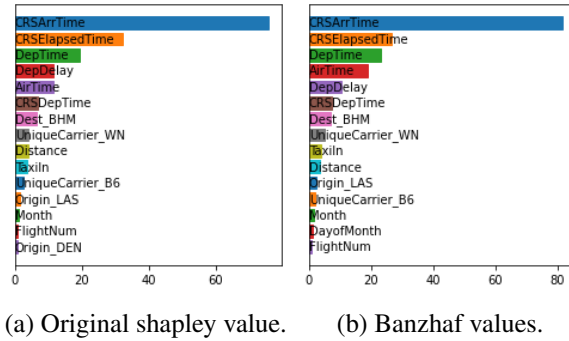 CRSArrTime
CRSElapsedTime
DepTime
DepDelay
AirTime
CRSDepTime
Dest_BHM
UniqueCarrier_WN
Distance
TaxiIn
UniqueCarrier_B6
Origin_LAS
Month
FlightNum
Origin_DEN
0 20 40 60
(a) Original shapley value.
CRSArrTime
CRSElapsedTime
DepTime
AirTime
DepDelay
CRSDepTime
Dest_BHM
UniqueCarrier_WN
TaxiIn
Distance
Origin_LAS
UniqueCarrier_B6
Month
DayofMonth
FlightNum
0 20 40 60 80
(b) Banzhaf values.